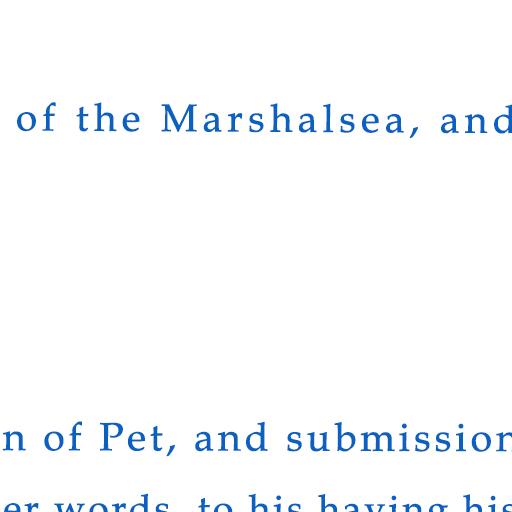 of the Marshalsea, and
n of Pet, and submission
er words, to his having his